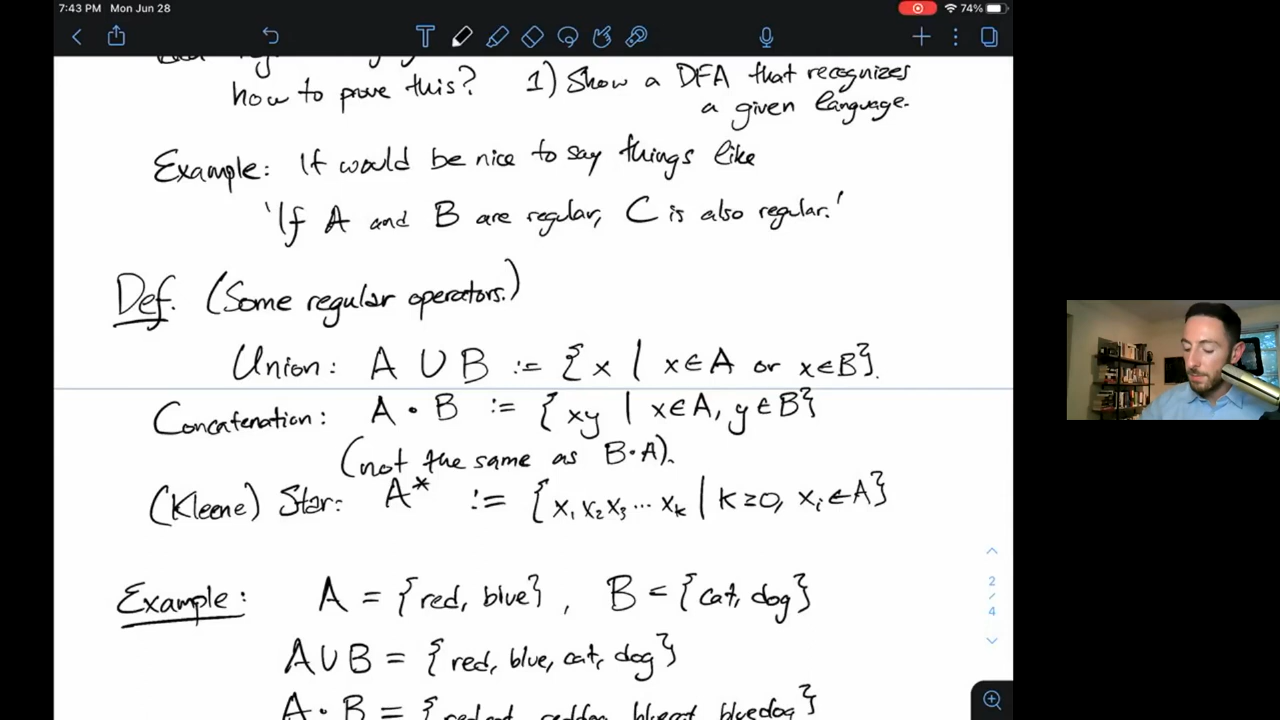 7:43 PM Mon Jun 28
74%
how to prove this? 1) Show a DFA that recognizes
a given language.
Example: It would be nice to say things like
'If A and B are regular, C is also regular.'
Def. (Some regular operators.)
Union: A ∪ B := { x | x∈A or x∈B}.
Concatenation: A • B := { xy | x∈A, y∈B}
(not the same as B•A).
(Kleene) Star: A* := { x₁ x₂ x₃ ... xₖ | k≥0, xᵢ∈A}
2
/
4
Example: A = {red, blue}, B = {cat, dog}
A∪B = {red, blue, cat, dog}
A • B = { redcat, reddog, bluecat, bluedog}